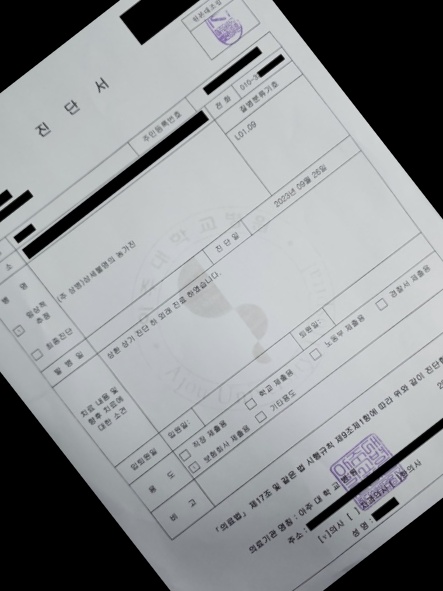 원본대조필
진 단 서
주민등록번호
전 화 010-3
질병분류기호
L01.09
병 명
(주 상병)상세불명의 농가진
임상적 추정
최종진단
발 병 일
진 단 일
2023년 09월 26일
치료 내용 및
향후 치료에
대한 소견
상환 상기 진단 하 외래 진료 하였습니다.
입원일:
퇴원일:
용 도
직장 제출용
학교 제출용
노동부 제출용
경찰서 제출용
보험회사 제출용
기타용도
비 고
「의료법」 제17조 및 같은 법 시행규칙 제9조제1항에 따라 위와 같이 진단
의료기관 명칭 : 아주 대 학 교
주소 :
[v]의사 [ ]치과의사 [ ]한의사
성 명 :